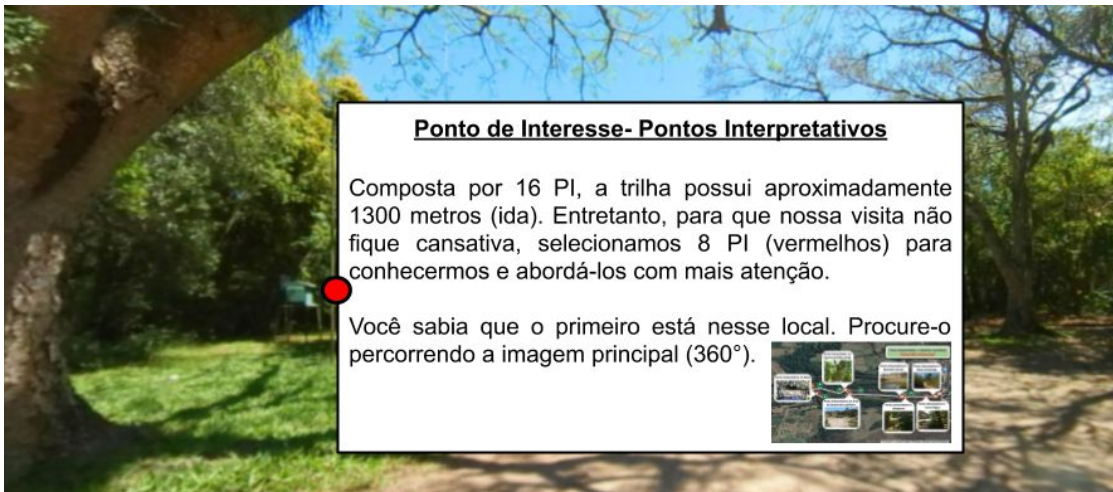 Ponto de Interesse- Pontos Interpretativos
Composta por 16 PI, a trilha possui aproximadamente
1300 metros (ida). Entretanto, para que nossa visita não
fique cansativa, selecionamos 8 PI (vermelhos) para
conhecermos e abordá-los com mais atenção.
Você sabia que o primeiro está nesse local. Procure-o
percorrendo a imagem principal (360°).